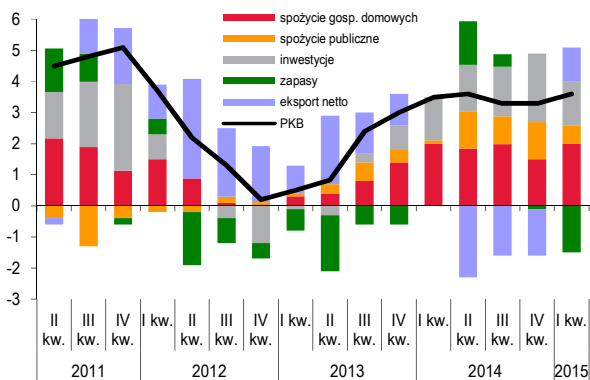 6
5
4
3
2
1
0
-1
-2
-3
spożycie gosp. domowych
spożycie publiczne
inwestycje
zapasy
eksport netto
PKB
II kw. III kw. IV kw. I kw. II kw. III kw. IV kw. I kw. II kw. III kw. IV kw. I kw. II kw. III kw. IV kw. I kw.
2011 2012 2013 2014 2015